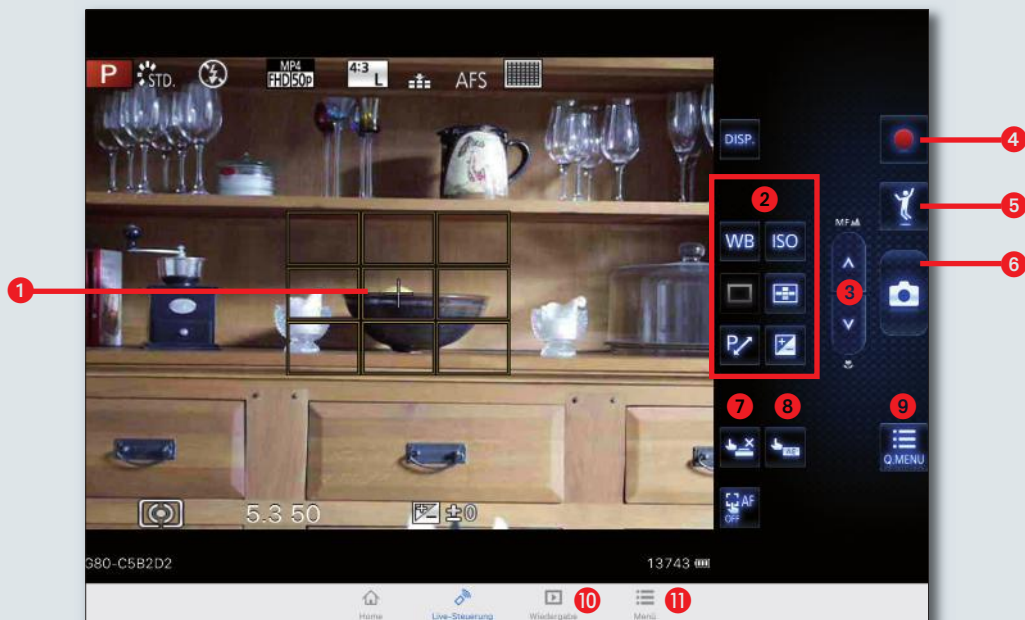 P STD. MP4 FHD 50p 4:3 L AFS
DISP.
2
4
WB ISO
5
MF
6
1
3
P
7 8 9
AE
Q.MENU
AF
OFF
5.3 50 ±0
G80-C5B2D2 13743
10 11
Home Live-Steuerung Wiedergabe Menü